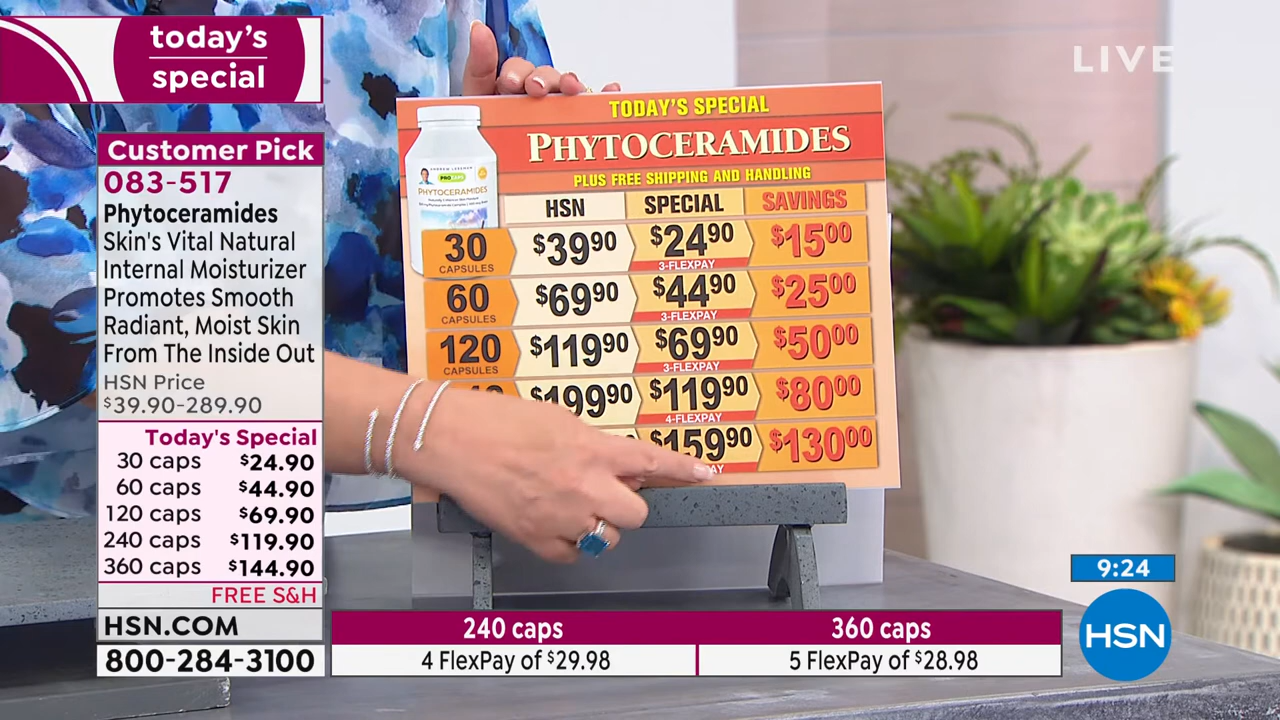 today's
special
LIVE
Customer Pick
083-517
Phytoceramides
Skin's Vital Natural
Internal Moisturizer
Promotes Smooth
Radiant, Moist Skin
From The Inside Out
HSN Price
$39.90-289.90
Today's Special
30 caps $24.90
60 caps $44.90
120 caps $69.90
240 caps $119.90
360 caps $144.90
FREE S&H
HSN.COM
800-284-3100
TODAY'S SPECIAL
PHYTOCERAMIDES
PLUS FREE SHIPPING AND HANDLING
HSN SPECIAL SAVINGS
30 CAPSULES $39.90 $24.90 3-FLEXPAY $15.00
60 CAPSULES $69.90 $44.90 3-FLEXPAY $25.00
120 CAPSULES $119.90 $69.90 3-FLEXPAY $50.00
$199.90 $119.90 4-FLEXPAY $80.00
$159.90 $130.00
PROCAPS
PHYTOCERAMIDES
240 caps 360 caps
4 FlexPay of $29.98 5 FlexPay of $28.98
9:24
HSN